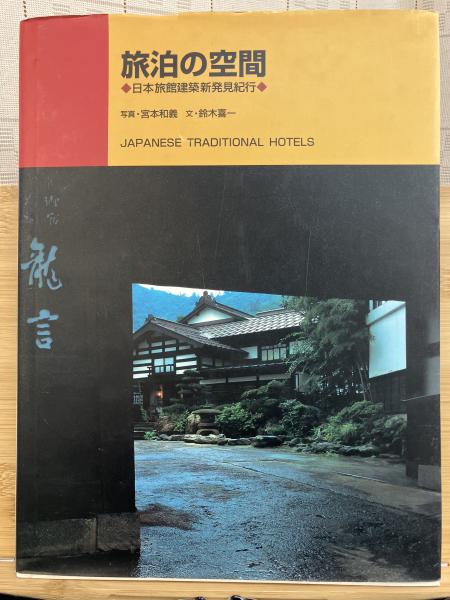 旅泊の空間
◆日本旅館建築新発見紀行◆
写真・宮本和義 文・鈴木喜一
JAPANESE TRADITIONAL HOTELS
龍言